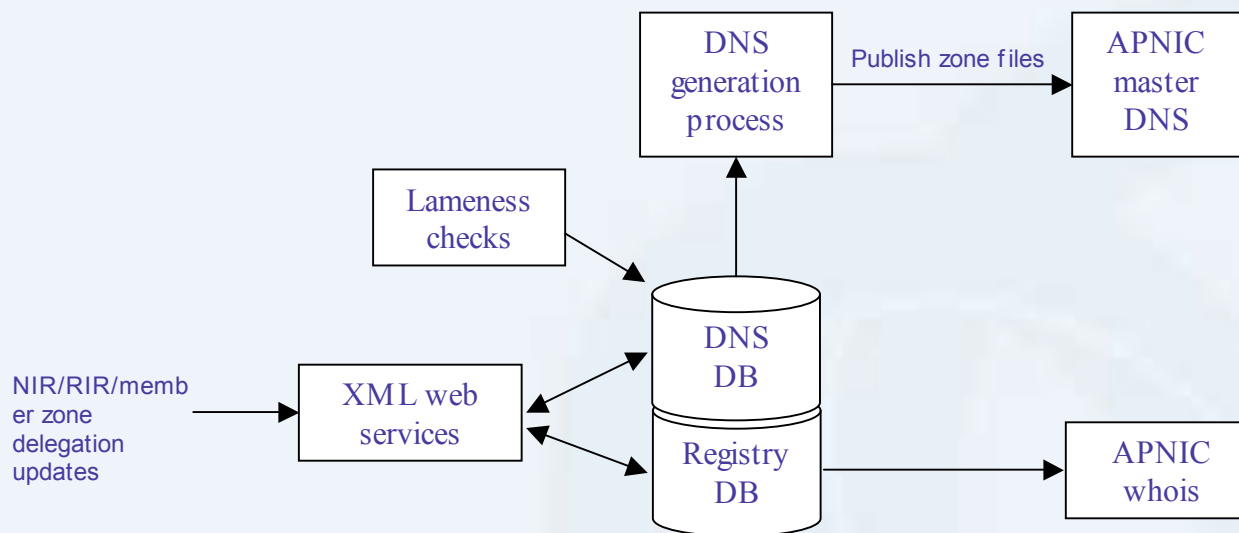 DNS
generation
process
Publish zone files
APNIC
master
DNS
Lameness
checks
DNS
DB
NIR/RIR/memb
er zone
delegation
updates
XML web
services
Registry
DB
APNIC
whois